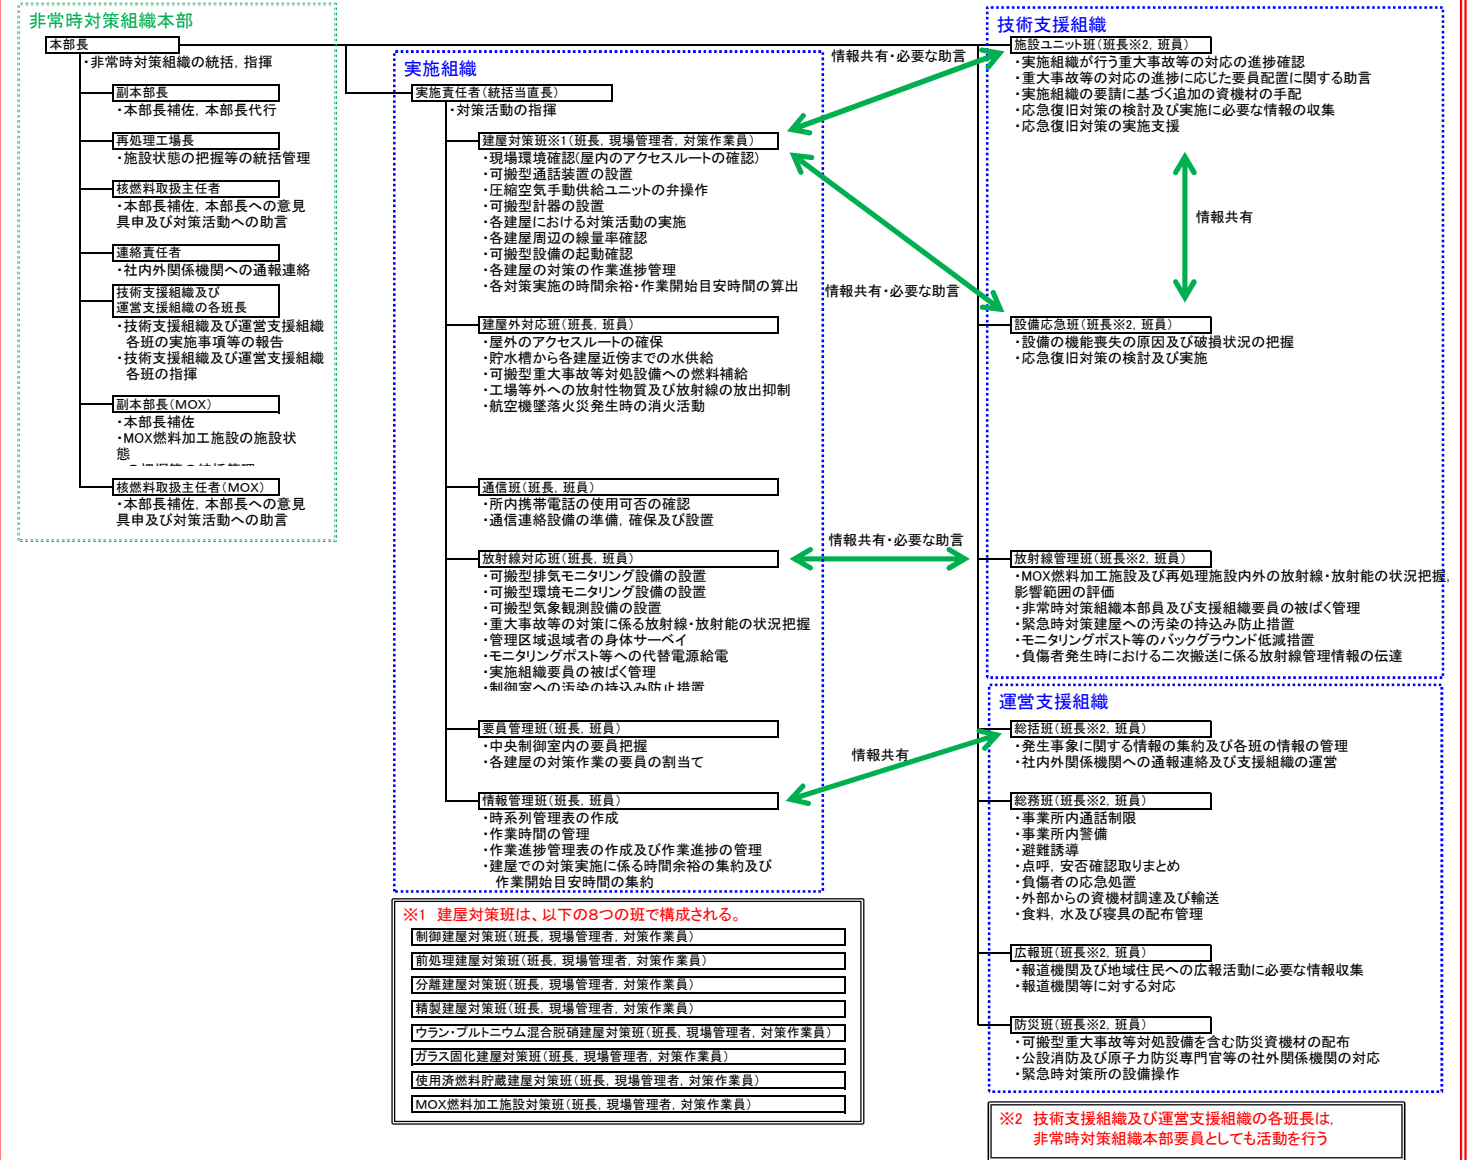 非常時対策組織本部
本部長
・非常時対策組織の統括，指揮
副本部長
・本部長補佐，本部長代行
再処理工場長
・施設状態の把握等の統括管理
核燃料取扱主任者
・本部長補佐，本部長への意見
具申及び対策活動への助言
連絡責任者
・社内外関係機関への通報連絡
技術支援組織及び
運営支援組織の各班長
・技術支援組織及び運営支援組織
各班の実施事項等の報告
・技術支援組織及び運営支援組織
各班の指揮
副本部長（MOX）
・本部長補佐
・MOX燃料加工施設の施設状
態
核燃料取扱主任者（MOX）
・本部長補佐，本部長への意見
具申及び対策活動への助言
実施組織
実施責任者（統括当直長）
・対策活動の指揮
建屋対策班※1（班長，現場管理者，対策作業員）
・現場環境確認（屋内のアクセスルートの確認）
・可搬型通話装置の設置
・圧縮空気手動供給ユニットの弁操作
・可搬型計器の設置
・各建屋における対策活動の実施
・各建屋周辺の線量率確認
・可搬型設備の起動確認
・各建屋の対策の作業進捗管理
・各対策実施の時間余裕・作業開始目安時間の算出
建屋外対応班（班長，班員）
・屋外のアクセスルートの確保
・貯水槽から各建屋近傍までの水供給
・可搬型重大事故等対処設備への燃料補給
・工場等外への放射性物質及び放射線の放出抑制
・航空機墜落火災発生時の消火活動
通信班（班長，班員）
・所内携帯電話の使用可否の確認
・通信連絡設備の準備，確保及び設置
放射線対応班（班長，班員）
・可搬型排気モニタリング設備の設置
・可搬型環境モニタリング設備の設置
・可搬型気象観測設備の設置
・重大事故等の対策に係る放射線・放射能の状況把握
・管理区域退域者の身体サーベイ
・モニタリングポスト等への代替電源給電
・実施組織要員の被ばく管理
・制御室への汚染の持込み防止措置
要員管理班（班長，班員）
・中央制御室内の要員把握
・各建屋の対策作業の要員の割当て
情報管理班（班長，班員）
・時系列管理表の作成
・作業時間の管理
・作業進捗管理表の作成及び作業進捗の管理
・建屋での対策実施に係る時間余裕の集約及び
作業開始目安時間の集約
※1　建屋対策班は、以下の8つの班で構成される。
制御建屋対策班（班長，現場管理者，対策作業員）
前処理建屋対策班（班長，現場管理者，対策作業員）
分離建屋対策班（班長，現場管理者，対策作業員）
精製建屋対策班（班長，現場管理者，対策作業員）
ウラン・プルトニウム混合脱硝建屋対策班（班長，現場管理者，対策作業員）
ガラス固化建屋対策班（班長，現場管理者，対策作業員）
使用済燃料貯蔵建屋対策班（班長，現場管理者，対策作業員）
MOX燃料加工施設対策班（班長，現場管理者，対策作業員）
情報共有・必要な助言
情報共有・必要な助言
情報共有・必要な助言
情報共有
技術支援組織
施設ユニット班（班長※2，班員）
・実施組織が行う重大事故等の対応の進捗確認
・重大事故等の対応の進捗に応じた要員配置に関する助言
・実施組織の要請に基づく追加の資機材の手配
・応急復旧対策の検討及び実施に必要な情報の収集
・応急復旧対策の実施支援
情報共有
設備応急班（班長※2，班員）
・設備の機能喪失の原因及び破損状況の把握
・応急復旧対策の検討及び実施
放射線管理班（班長※2，班員）
・MOX燃料加工施設及び再処理施設内外の放射線・放射能の状況把握，
影響範囲の評価
・非常時対策組織本部員及び支援組織要員の被ばく管理
・緊急時対策建屋への汚染の持込み防止措置
・モニタリングポスト等のバックグラウンド低減措置
・負傷者発生時における二次搬送に係る放射線管理情報の伝達
運営支援組織
総括班（班長※2，班員）
・発生事象に関する情報の集約及び各班の情報の管理
・社内外関係機関への通報連絡及び支援組織の運営
総務班（班長※2，班員）
・事業所内通話制限
・事業所内警備
・避難誘導
・点呼，安否確認取りまとめ
・負傷者の応急処置
・外部からの資機材調達及び輸送
・食料，水及び寝具の配布管理
広報班（班長※2，班員）
・報道機関及び地域住民への広報活動に必要な情報収集
・報道機関等に対する対応
防災班（班長※2，班員）
・可搬型重大事故等対処設備を含む防災資機材の配布
・公設消防及び原子力防災専門官等の社外関係機関の対応
・緊急時対策所の設備操作
※2　技術支援組織及び運営支援組織の各班長は，
非常時対策組織本部要員としても活動を行う